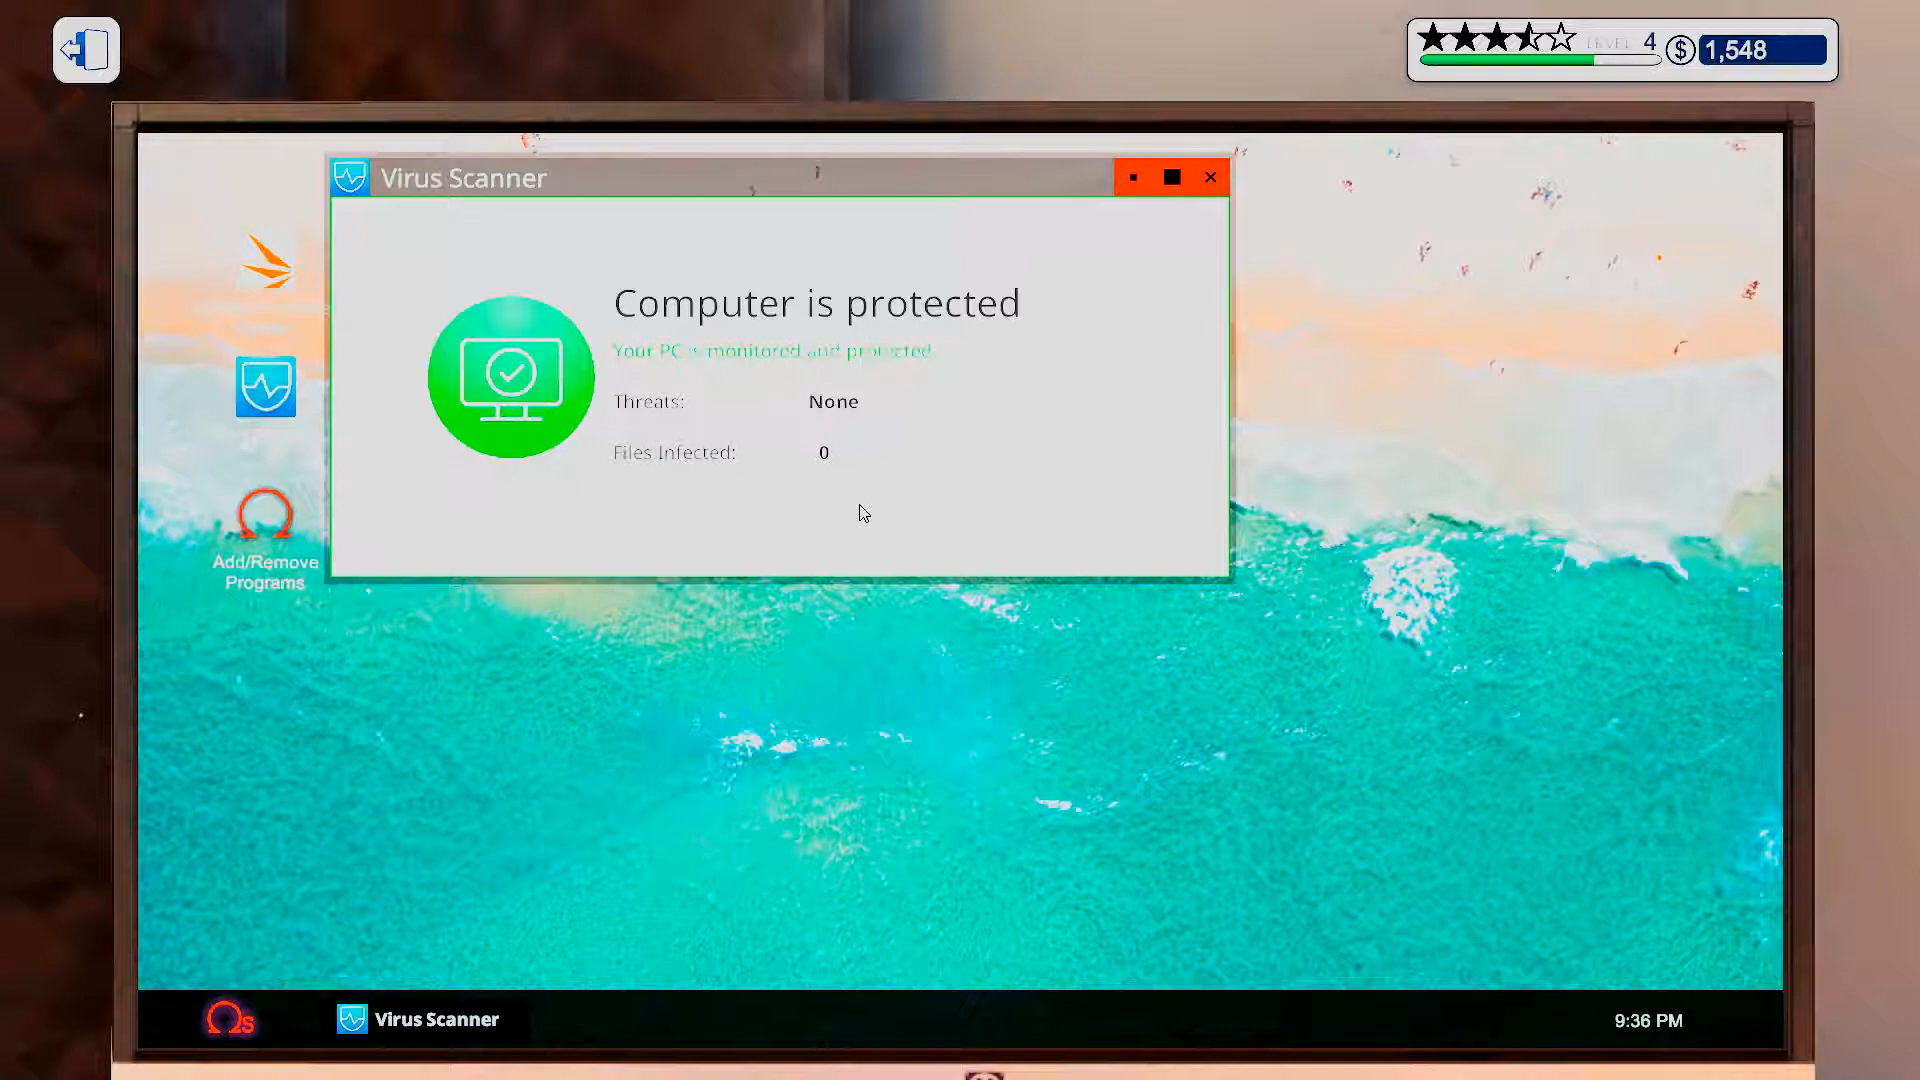 LEVEL 4
$ 1,548
Virus Scanner
Computer is protected
Your PC is monitored and protected
Threats: None
Files Infected: 0
Add/Remove
Programs
Ωs
Virus Scanner
9:36 PM